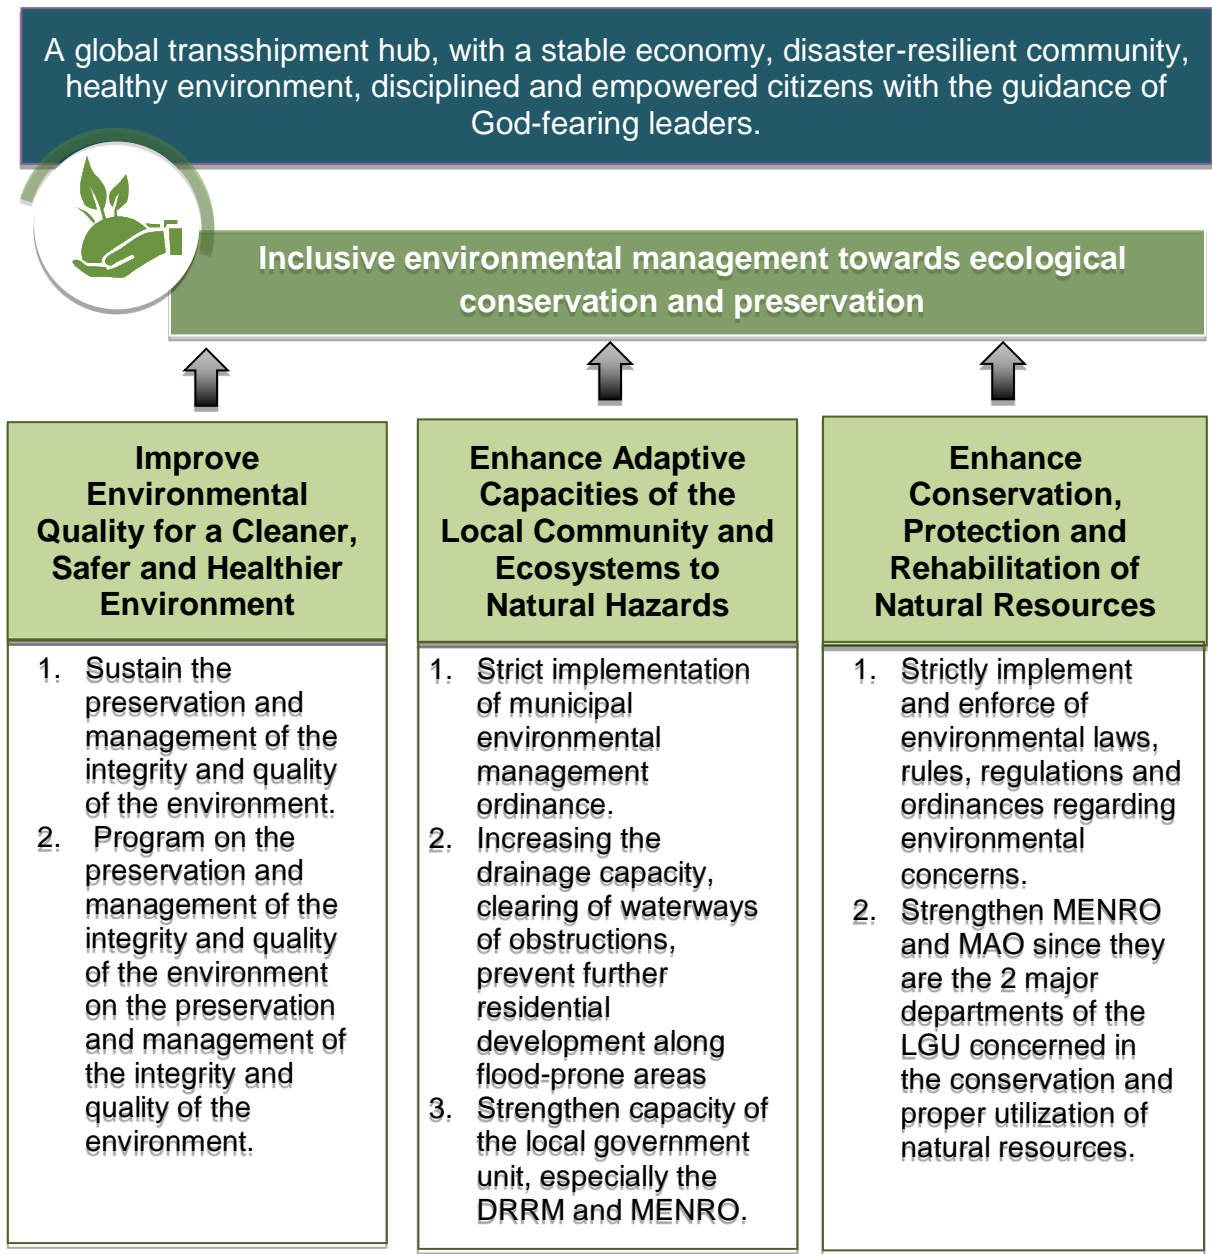 A global transshipment hub, with a stable economy, disaster-resilient community,
healthy environment, disciplined and empowered citizens with the guidance of
God-fearing leaders.
Inclusive environmental management towards ecological
conservation and preservation
Improve
Environmental
Quality for a Cleaner,
Safer and Healthier
Environment
1. Sustain the
preservation and
management of the
integrity and quality
of the environment.
2. Program on the
preservation and
management of the
integrity and quality
of the environment
on the preservation
and management of
the integrity and
quality of the
environment.
Enhance Adaptive
Capacities of the
Local Community and
Ecosystems to
Natural Hazards
1. Strict implementation
of municipal
environmental
management
ordinance.
2. Increasing the
drainage capacity,
clearing of waterways
of obstructions,
prevent further
residential
development along
flood-prone areas
3. Strengthen capacity of
the local government
unit, especially the
DRRM and MENRO.
Enhance
Conservation,
Protection and
Rehabilitation of
Natural Resources
1. Strictly implement
and enforce of
environmental laws,
rules, regulations and
ordinances regarding
environmental
concerns.
2. Strengthen MENRO
and MAO since they
are the 2 major
departments of the
LGU concerned in
the conservation and
proper utilization of
natural resources.